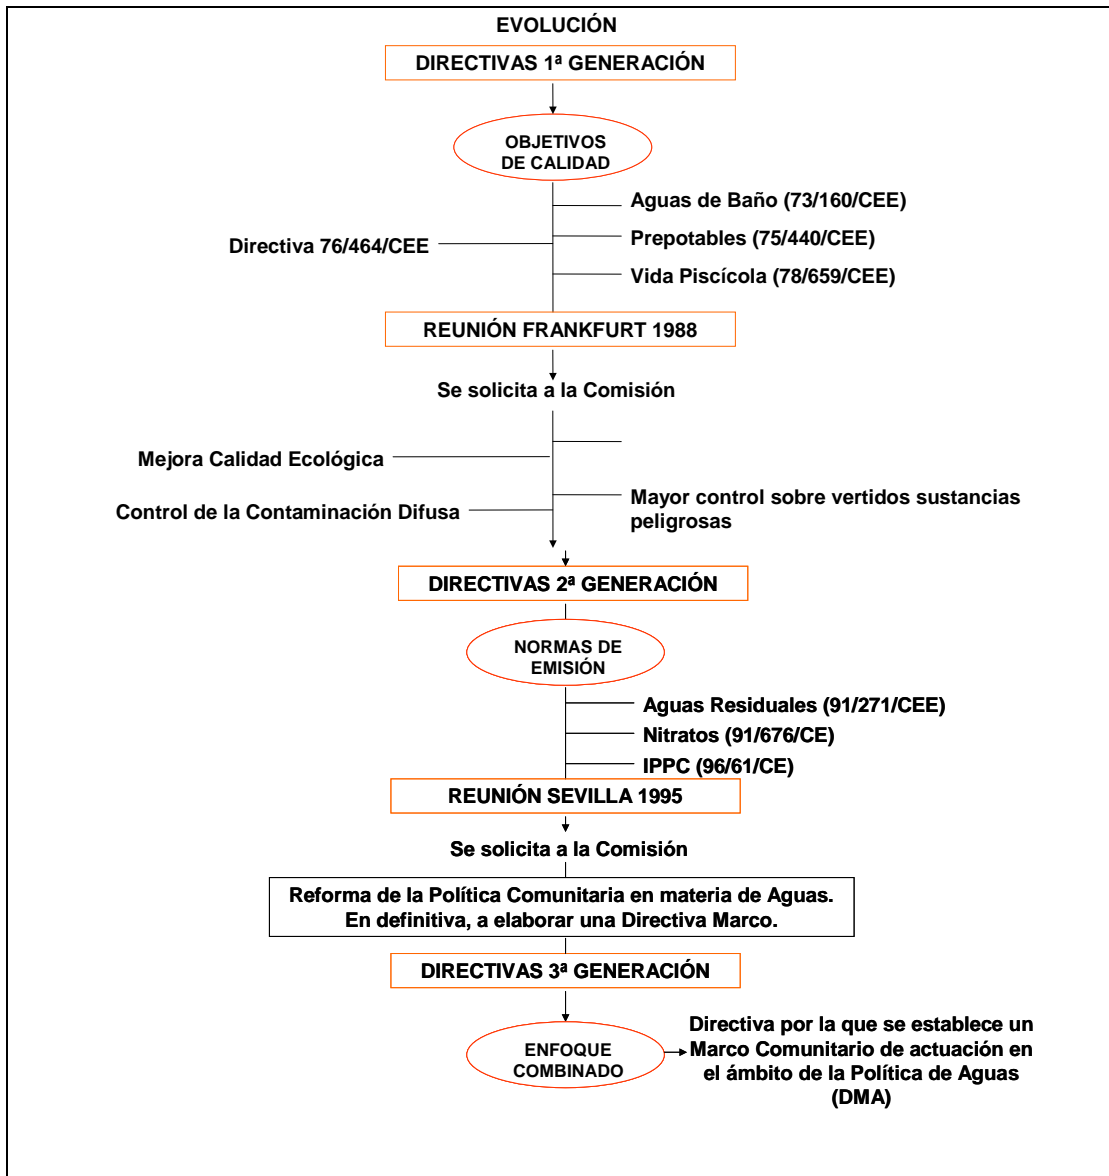 EVOLUCIÓN
DIRECTIVAS 1ª GENERACIÓN
OBJETIVOS
DE CALIDAD
Aguas de Baño (73/160/CEE)
Directiva 76/464/CEE
Prepotables (75/440/CEE)
Vida Piscícola (78/659/CEE)
REUNIÓN FRANKFURT 1988
Se solicita a la Comisión
Mejora Calidad Ecológica
Control de la Contaminación Difusa
Mayor control sobre vertidos sustancias
peligrosas
DIRECTIVAS 2ª GENERACIÓN
NORMAS DE
EMISIÓN
Aguas Residuales (91/271/CEE)
Nitratos (91/676/CE)
IPPC (96/61/CE)
REUNIÓN SEVILLA 1995
Se solicita a la Comisión
Reforma de la Política Comunitaria en materia de Aguas.
En definitiva, a elaborar una Directiva Marco.
DIRECTIVAS 3ª GENERACIÓN
ENFOQUE
COMBINADO
Directiva por la que se establece un
Marco Comunitario de actuación en
el ámbito de la Política de Aguas
(DMA)